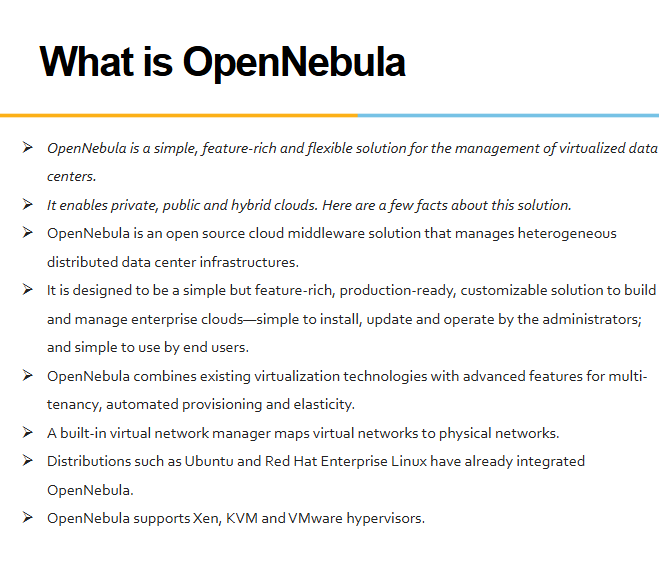 What is OpenNebula
➢ OpenNebula is a simple, feature-rich and flexible solution for the management of virtualized data
centers.
➢ It enables private, public and hybrid clouds. Here are a few facts about this solution.
➢ OpenNebula is an open source cloud middleware solution that manages heterogeneous
distributed data center infrastructures.
➢ It is designed to be a simple but feature-rich, production-ready, customizable solution to build
and manage enterprise clouds—simple to install, update and operate by the administrators;
and simple to use by end users.
➢ OpenNebula combines existing virtualization technologies with advanced features for multi-
tenancy, automated provisioning and elasticity.
➢ A built-in virtual network manager maps virtual networks to physical networks.
➢ Distributions such as Ubuntu and Red Hat Enterprise Linux have already integrated
OpenNebula.
➢ OpenNebula supports Xen, KVM and VMware hypervisors.